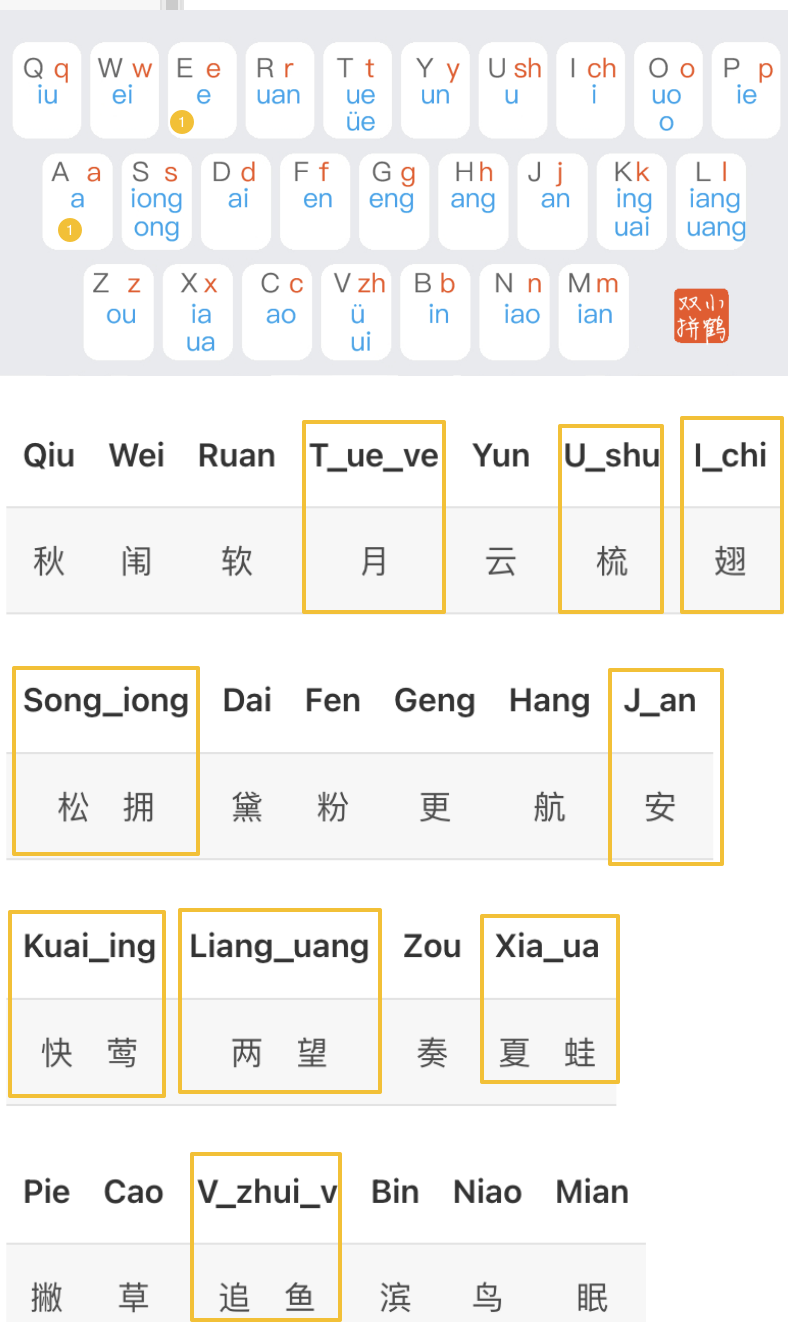 Q q W w E e R r T t Y y U sh I ch O o P p
iu ei e uan ue un u i uo ie
üe o
1
A a S s D d F f G g H h J j K k L l
a iong ai en eng ang an ing iang
ong uai uang
1
Z z X x C c V zh B b N n M m
ou ia ao ü in iao ian
ua ui
双小
拼鹤
Qiu Wei Ruan T_ue_ve Yun U_shu I_chi
秋 闱 软 月 云 梳 翅
Song_iong Dai Fen Geng Hang J_an
松 拥 黛 粉 更 航 安
Kuai_ing Liang_uang Zou Xia_ua
快 莺 两 望 奏 夏 蛙
Pie Cao V_zhui_v Bin Niao Mian
撇 草 追 鱼 滨 鸟 眠